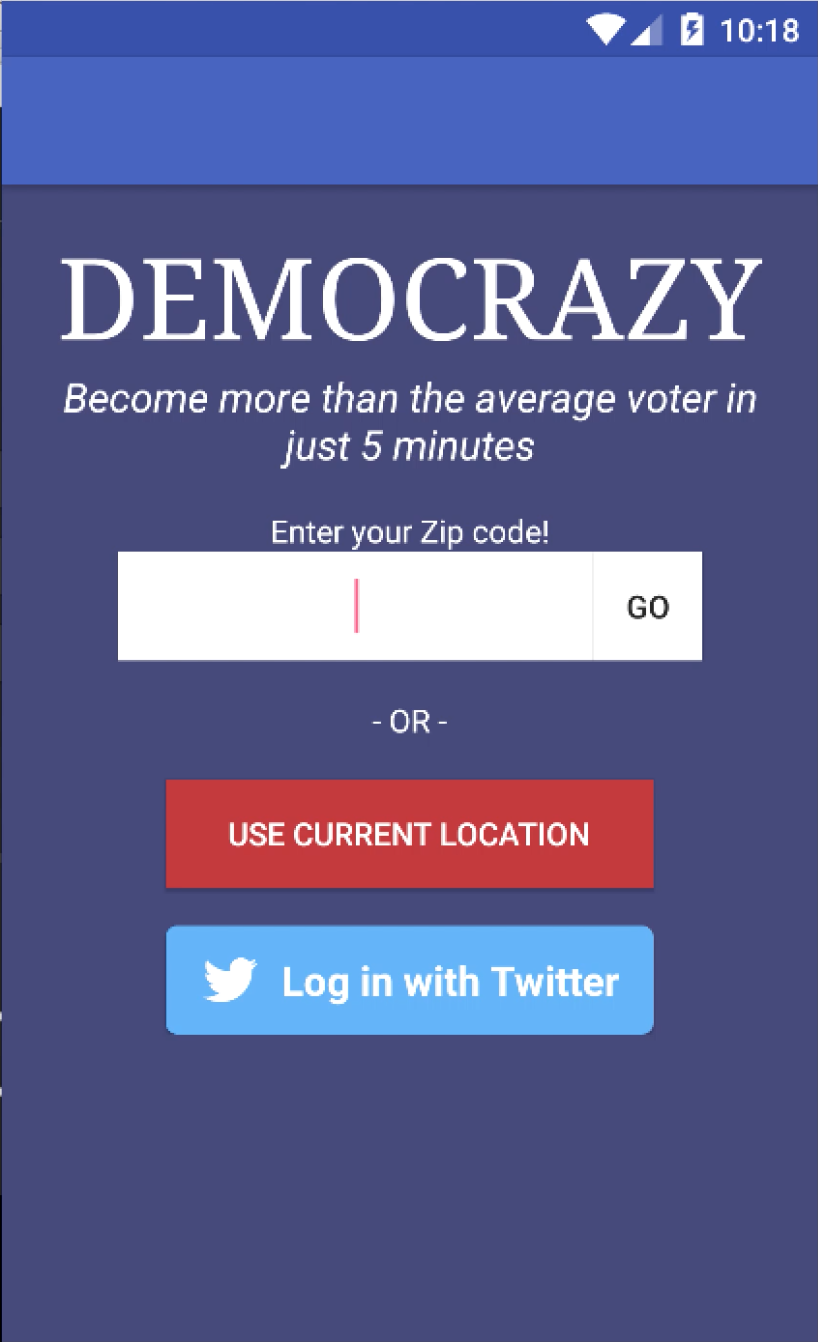 10:18
DEMOCRAZY
Become more than the average voter in
just 5 minutes
Enter your Zip code!
GO
- OR -
USE CURRENT LOCATION
Log in with Twitter